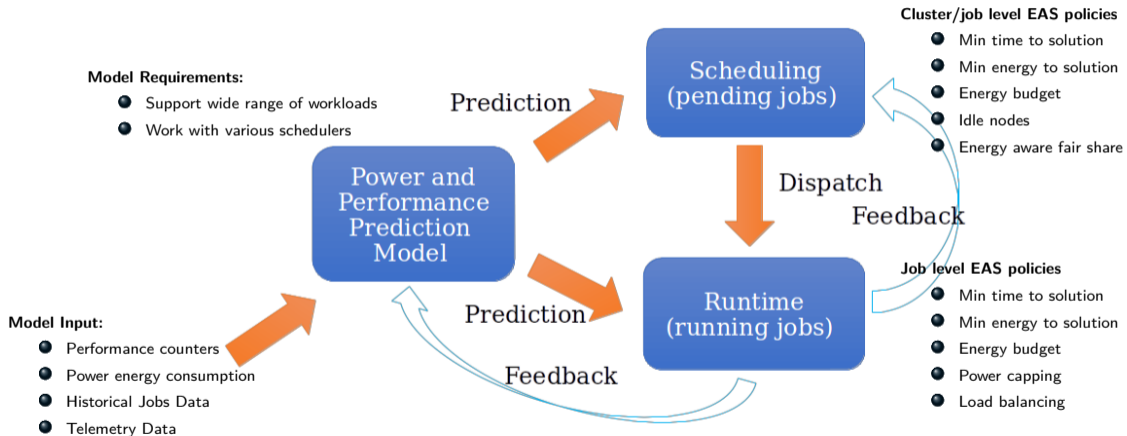 Cluster/job level EAS policies
Min time to solution
Min energy to solution
Energy budget
Idle nodes
Energy aware fair share
Model Requirements:
Support wide range of workloads
Work with various schedulers
Prediction
Scheduling
(pending jobs)
Power and
Performance
Prediction
Model
Dispatch
Feedback
Job level EAS policies
Min time to solution
Min energy to solution
Energy budget
Power capping
Load balancing
Runtime
(running jobs)
Prediction
Feedback
Model Input:
Performance counters
Power energy consumption
Historical Jobs Data
Telemetry Data